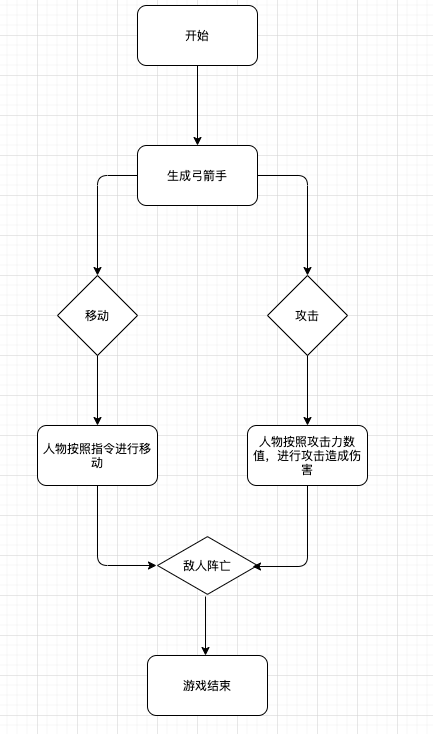 开始
生成弓箭手
移动
攻击
人物按照指令进行移
动
人物按照攻击力数
值，进行攻击造成伤
害
敌人阵亡
游戏结束